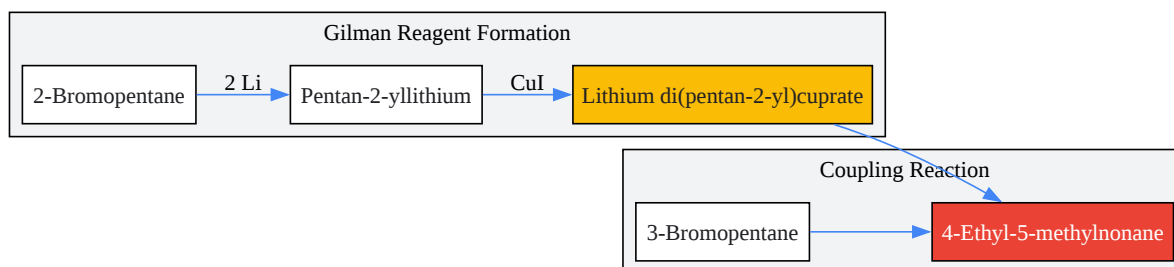 Gilman Reagent Formation
2-Bromopentane
2 Li
Pentan-2-yllithium
CuI
Lithium di(pentan-2-yl)cuprate
Coupling Reaction
3-Bromopentane
4-Ethyl-5-methylnonane